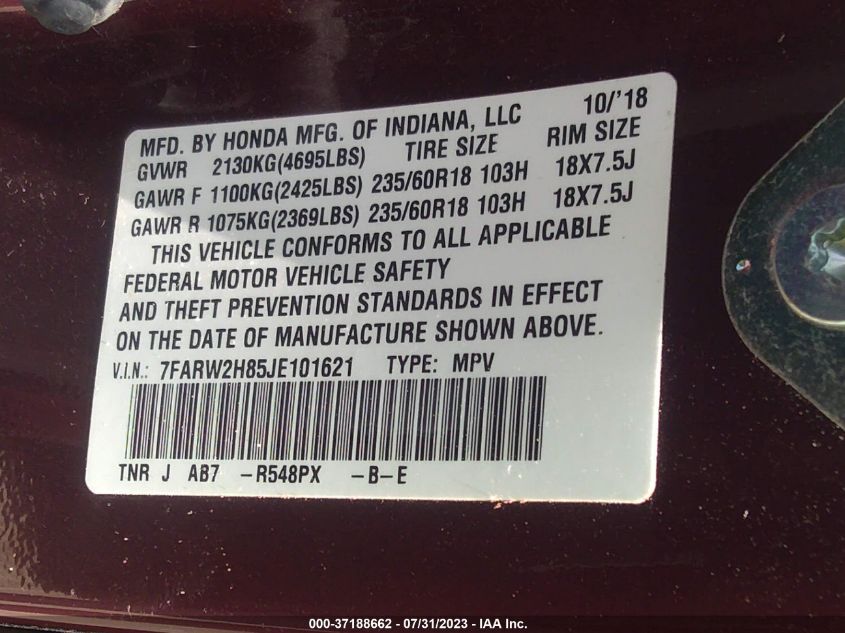 MFD. BY HONDA MFG. OF INDIANA, LLC 10/'18
GVWR 2130KG(4695LBS) TIRE SIZE RIM SIZE
GAWR F 1100KG(2425LBS) 235/60R18 103H 18X7.5J
GAWR R 1075KG(2369LBS) 235/60R18 103H 18X7.5J
THIS VEHICLE CONFORMS TO ALL APPLICABLE
FEDERAL MOTOR VEHICLE SAFETY
AND THEFT PREVENTION STANDARDS IN EFFECT
ON THE DATE OF MANUFACTURE SHOWN ABOVE.
V.I.N.: 7FARW2H85JE101621 TYPE: MPV
TNR J AB7 -R548PX -B-E
000-37188662 - 07/31/2023 - IAA Inc.